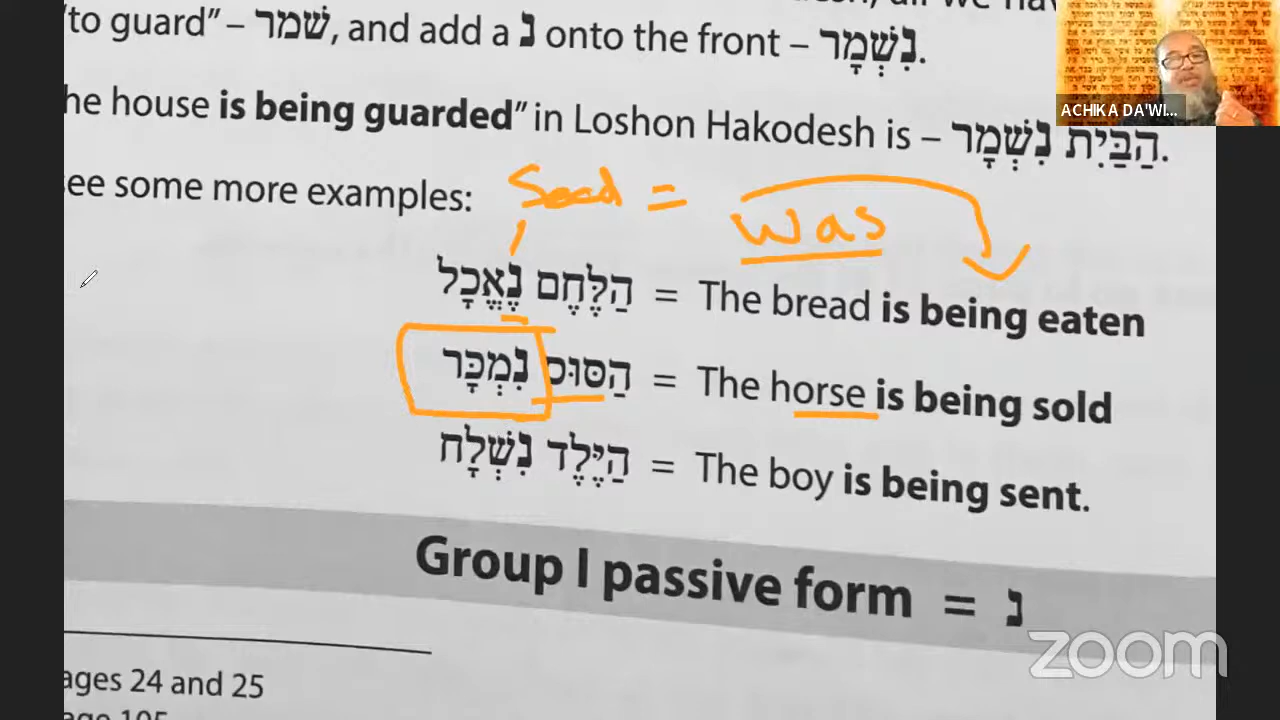 "to guard" – שׁמר, and add a נ onto the front – נִשְׁמָר.
he house is being guarded" in Loshon Hakodesh is – הַבַּיִת נִשְׁמָר.
ee some more examples:
= was
הַלֶּחֶם נֶאֱכָל = The bread is being eaten
הַסּוּס נִמְכָּר = The horse is being sold
הַיֶּלֶד נִשְׁלָח = The boy is being sent.
Group I passive form = נ
ages 24 and 25
ACHIKA DA'WI...
zoom